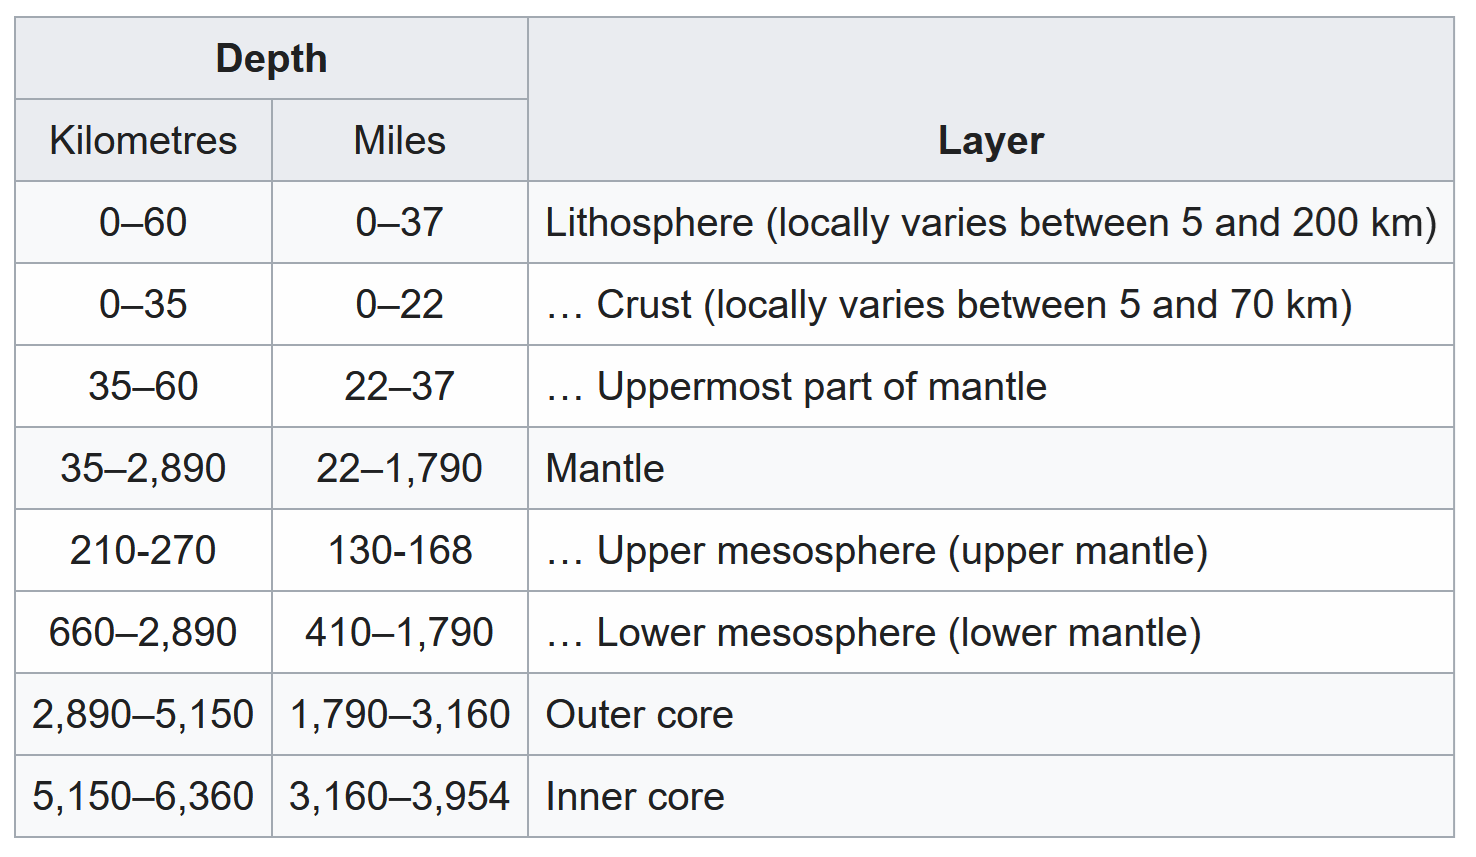 Depth
Layer
Kilometres Miles
0–60 0–37 Lithosphere (locally varies between 5 and 200 km)
0–35 0–22 … Crust (locally varies between 5 and 70 km)
35–60 22–37 … Uppermost part of mantle
35–2,890 22–1,790 Mantle
210-270 130-168 … Upper mesosphere (upper mantle)
660–2,890 410–1,790 … Lower mesosphere (lower mantle)
2,890–5,150 1,790–3,160 Outer core
5,150–6,360 3,160–3,954 Inner core